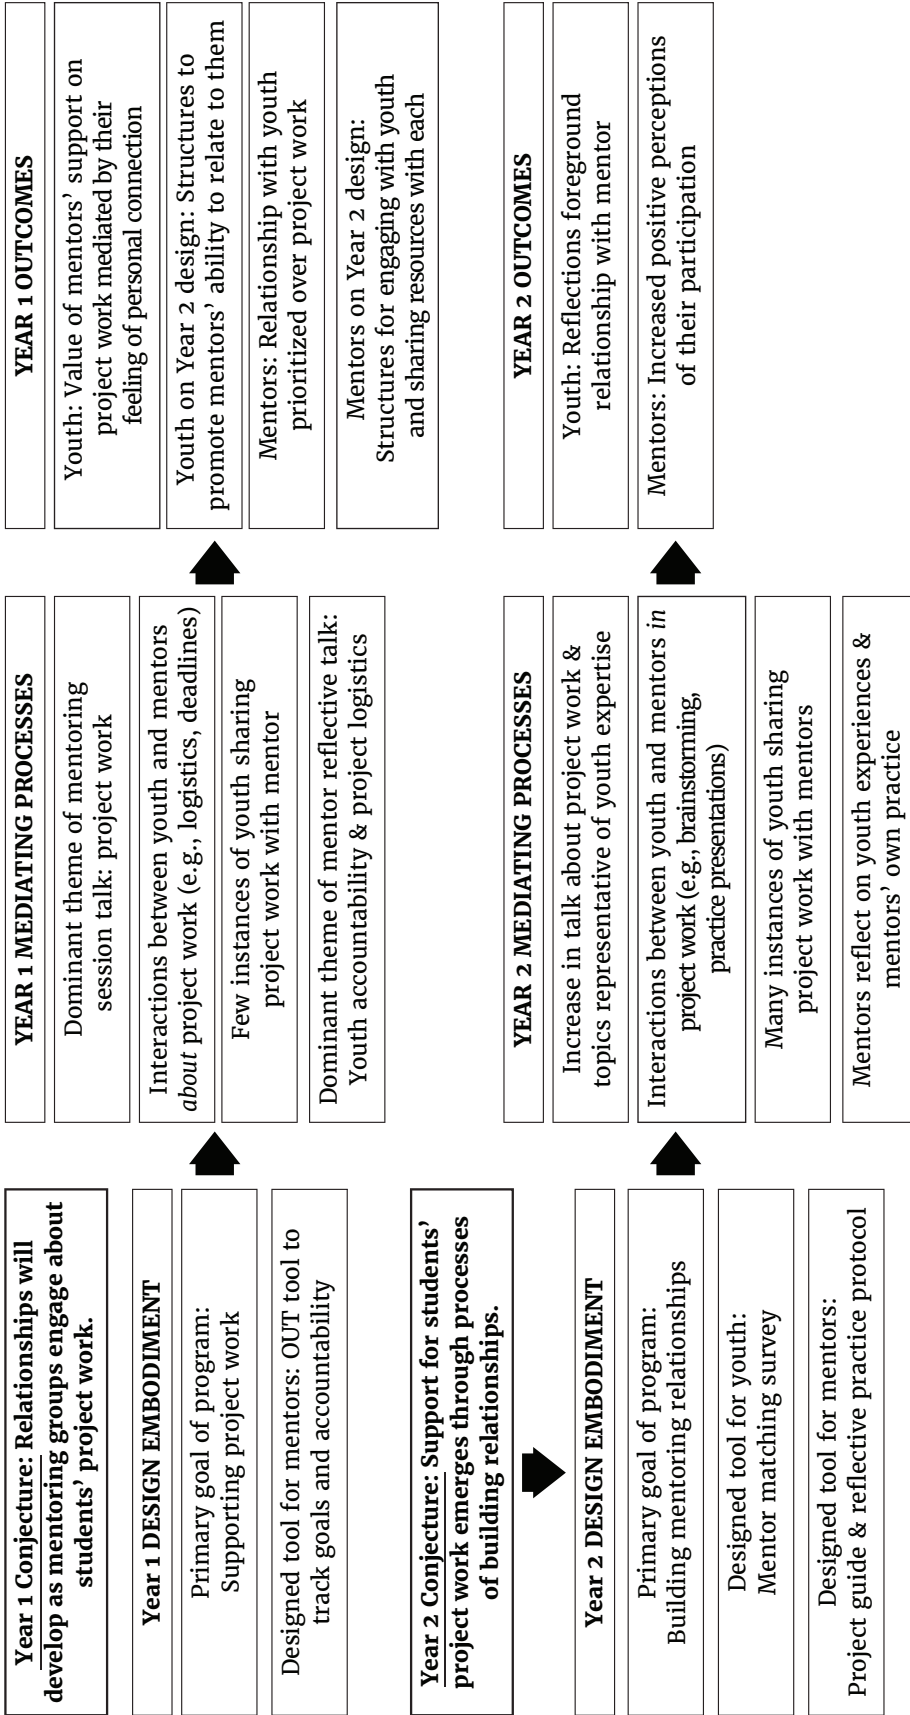 Year 1 Conjecture: Relationships will
develop as mentoring groups engage about
students’ project work.
Year 1 DESIGN EMBODIMENT
Primary goal of program:
Supporting project work
Designed tool for mentors: OUT tool to
track goals and accountability
YEAR 1 MEDIATING PROCESSES
Dominant theme of mentoring
session talk: project work
Interactions between youth and mentors
about project work (e.g., logistics, deadlines)
Few instances of youth sharing
project work with mentor
Dominant theme of mentor reflective talk:
Youth accountability & project logistics
YEAR 1 OUTCOMES
Youth: Value of mentors’ support on
project work mediated by their
feeling of personal connection
Youth on Year 2 design: Structures to
promote mentors’ ability to relate to them
Mentors: Relationship with youth
prioritized over project work
Mentors on Year 2 design:
Structures for engaging with youth
and sharing resources with each
Year 2 Conjecture: Support for students’
project work emerges through processes
of building relationships.
Year 2 DESIGN EMBODIMENT
Primary goal of program:
Building mentoring relationships
Designed tool for youth:
Mentor matching survey
Designed tool for mentors:
Project guide & reflective practice protocol
YEAR 2 MEDIATING PROCESSES
Increase in talk about project work &
topics representative of youth expertise
Interactions between youth and mentors in
project work (e.g., brainstorming,
practice presentations)
Many instances of youth sharing
project work with mentors
Mentors reflect on youth experiences &
mentors’ own practice
YEAR 2 OUTCOMES
Youth: Reflections foreground
relationship with mentor
Mentors: Increased positive perceptions
of their participation